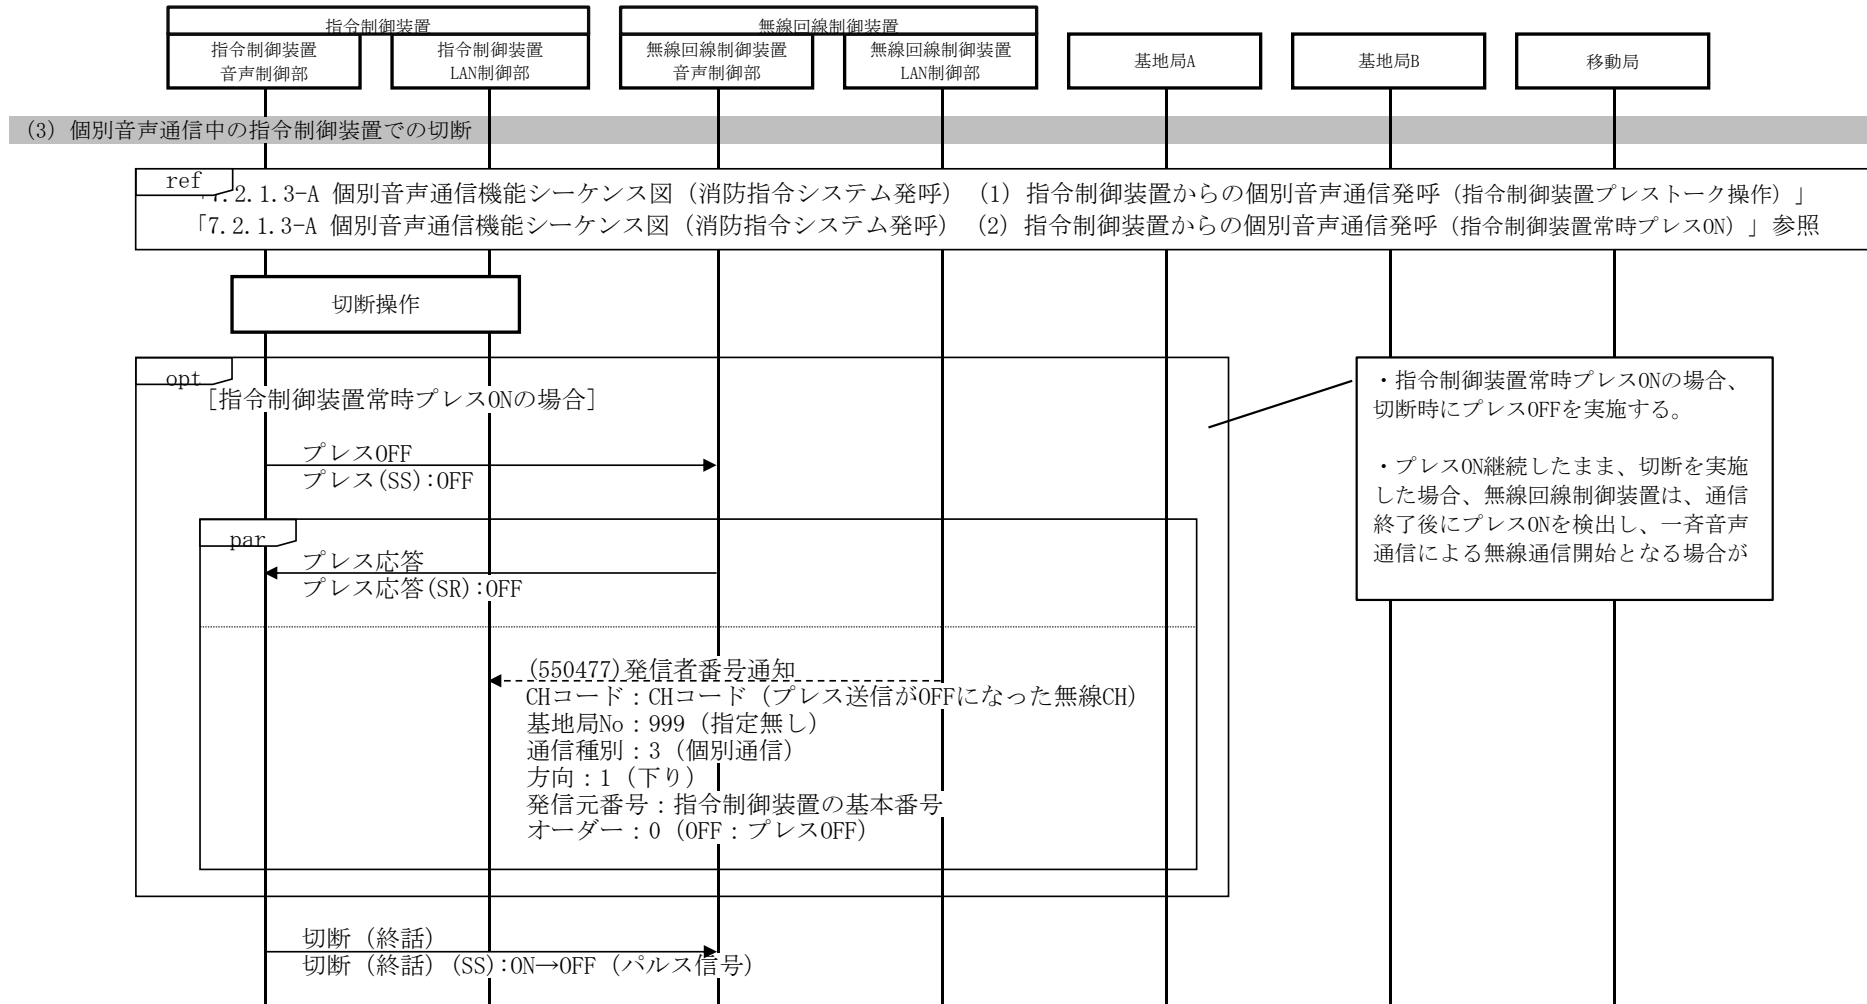 指令制御装置
無線回線制御装置
指令制御装置
音声制御部
指令制御装置
LAN制御部
無線回線制御装置
音声制御部
無線回線制御装置
LAN制御部
基地局A
基地局B
移動局
(3) 個別音声通信中の指令制御装置での切断
ref
「7.2.1.3-A 個別音声通信機能シーケンス図（消防指令システム発呼）（1）指令制御装置からの個別音声通信発呼（指令制御装置プレストーク操作）」
「7.2.1.3-A 個別音声通信機能シーケンス図（消防指令システム発呼）（2）指令制御装置からの個別音声通信発呼（指令制御装置常時プレスON）」参照
切断操作
opt
[指令制御装置常時プレスONの場合]
・指令制御装置常時プレスONの場合、
切断時にプレスOFFを実施する。
・プレスON継続したまま、切断を実施
した場合、無線回線制御装置は、通信
終了後にプレスONを検出し、一斉音声
通信による無線通信開始となる場合が
プレスOFF
プレス(SS):OFF
par
プレス応答
プレス応答(SR):OFF
(550477)発信者番号通知
CHコード：CHコード（プレス送信がOFFになった無線CH）
基地局No：999（指定無し）
通信種別：3（個別通信）
方向：1（下り）
発信元番号：指令制御装置の基本番号
オーダー：0（OFF：プレスOFF）
切断（終話）
切断（終話）(SS):ON→OFF（パルス信号）